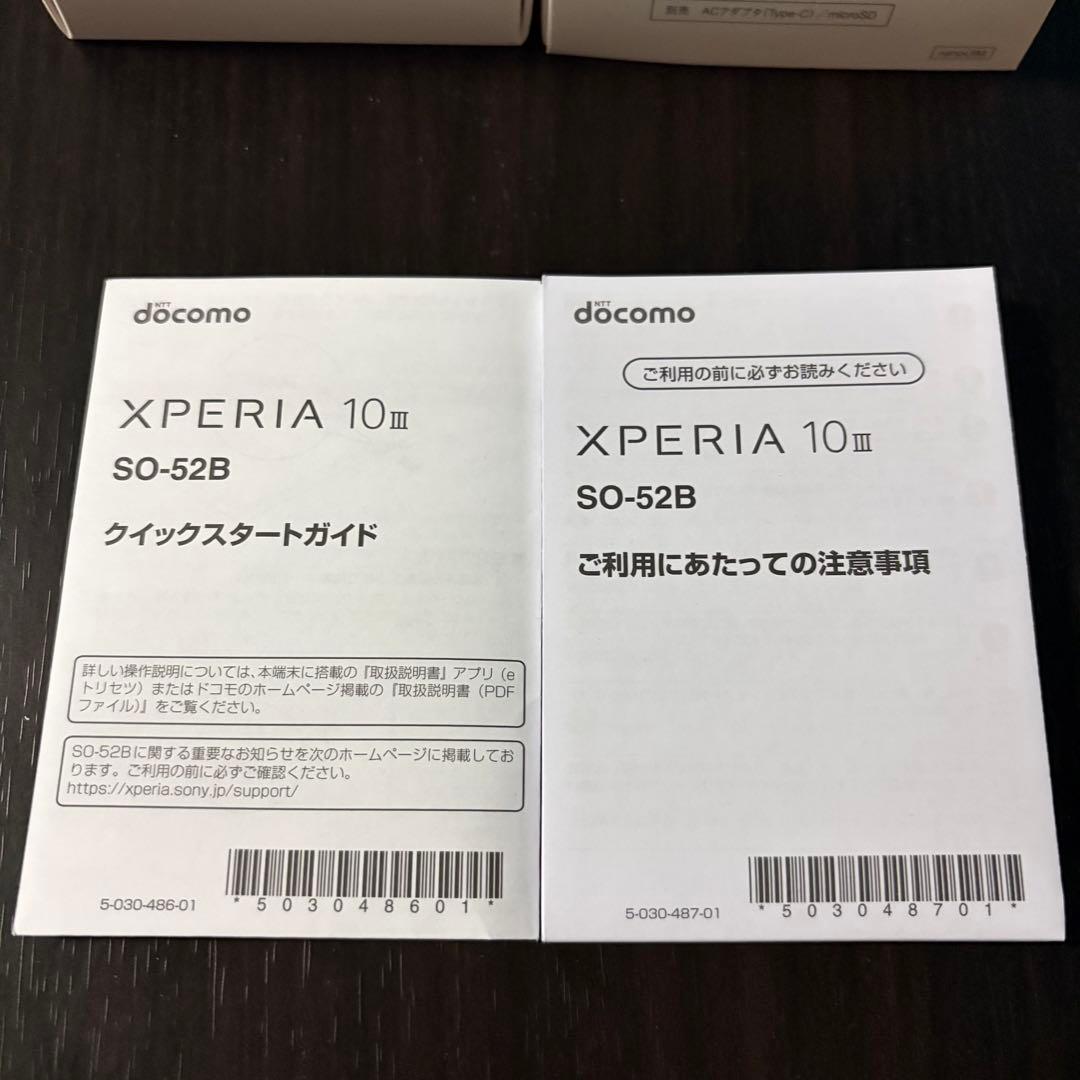 別売 ACアダプタ(Type-C)/microSD
NTT
docomo
XPERIA 10 III
SO-52B
クイックスタートガイド
詳しい操作説明については、本端末に搭載の『取扱説明書』アプリ(e
トリセツ)またはドコモのホームページ掲載の『取扱説明書(PDF
ファイル)』をご覧ください。
SO-52Bに関する重要なお知らせを次のホームページに掲載してお
ります。ご利用の前に必ずご確認ください。
https://xperia.sony.jp/support/
5-030-486-01
*503048601*
NTT
docomo
ご利用の前に必ずお読みください
XPERIA 10 III
SO-52B
ご利用にあたっての注意事項
5-030-487-01
*503048701*